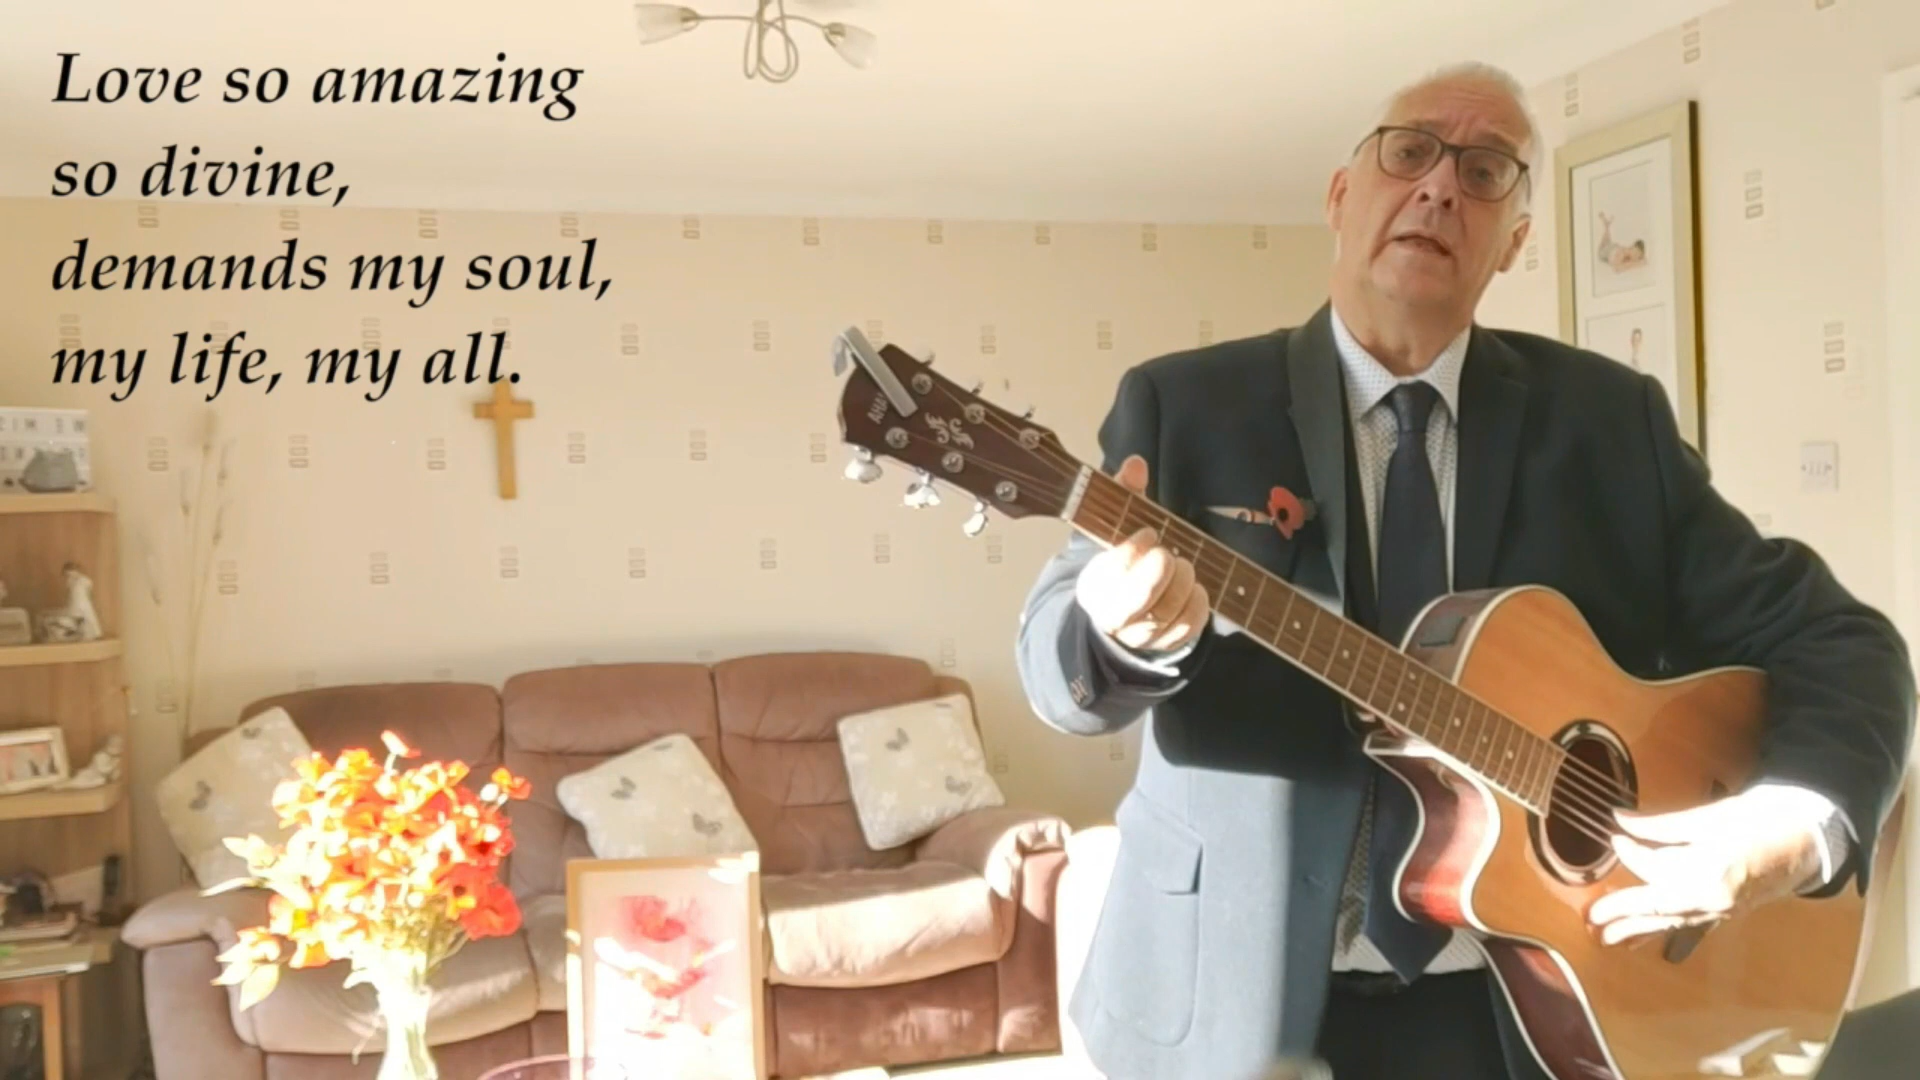 Love so amazing
so divine,
demands my soul,
my life, my all.